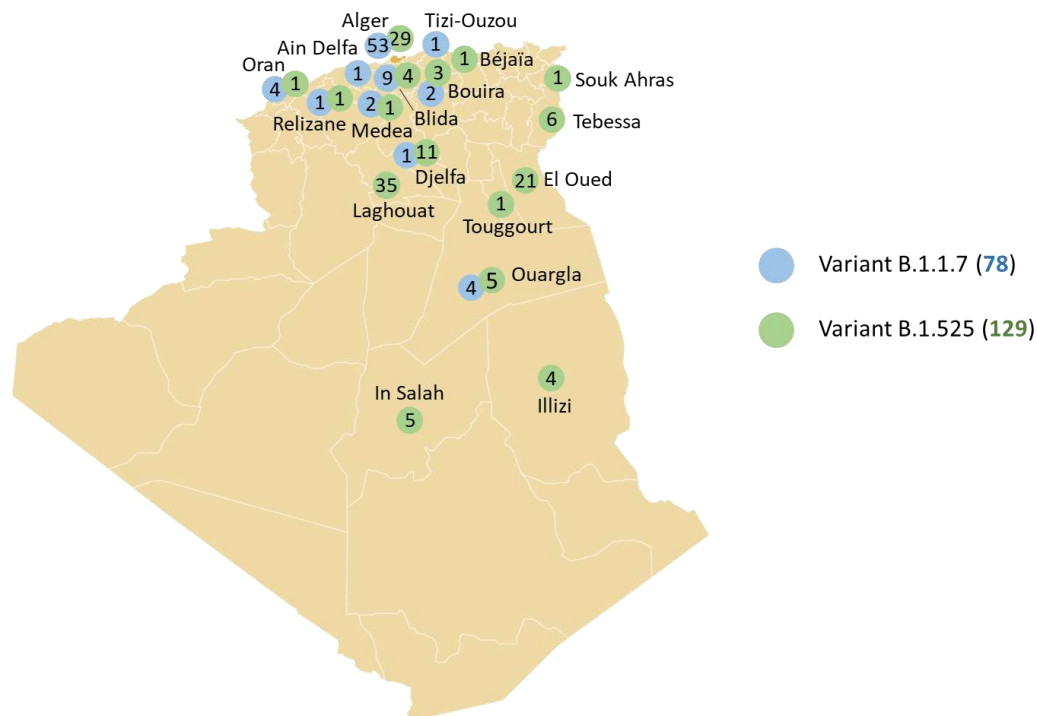 Alger
Tizi-Ouzou
53
29
1
Ain Delfa
1
Béjaïa
Oran
1
9
4
3
1
Souk Ahras
4
1
2
Bouira
1
1
2
1
Blida
6
Tebessa
Relizane
Medea
1
11
Djelfa
35
21
El Oued
Laghouat
1
Touggourt
4
5
Ouargla
Variant B.1.1.7 (78)
Variant B.1.525 (129)
In Salah
5
4
Illizi